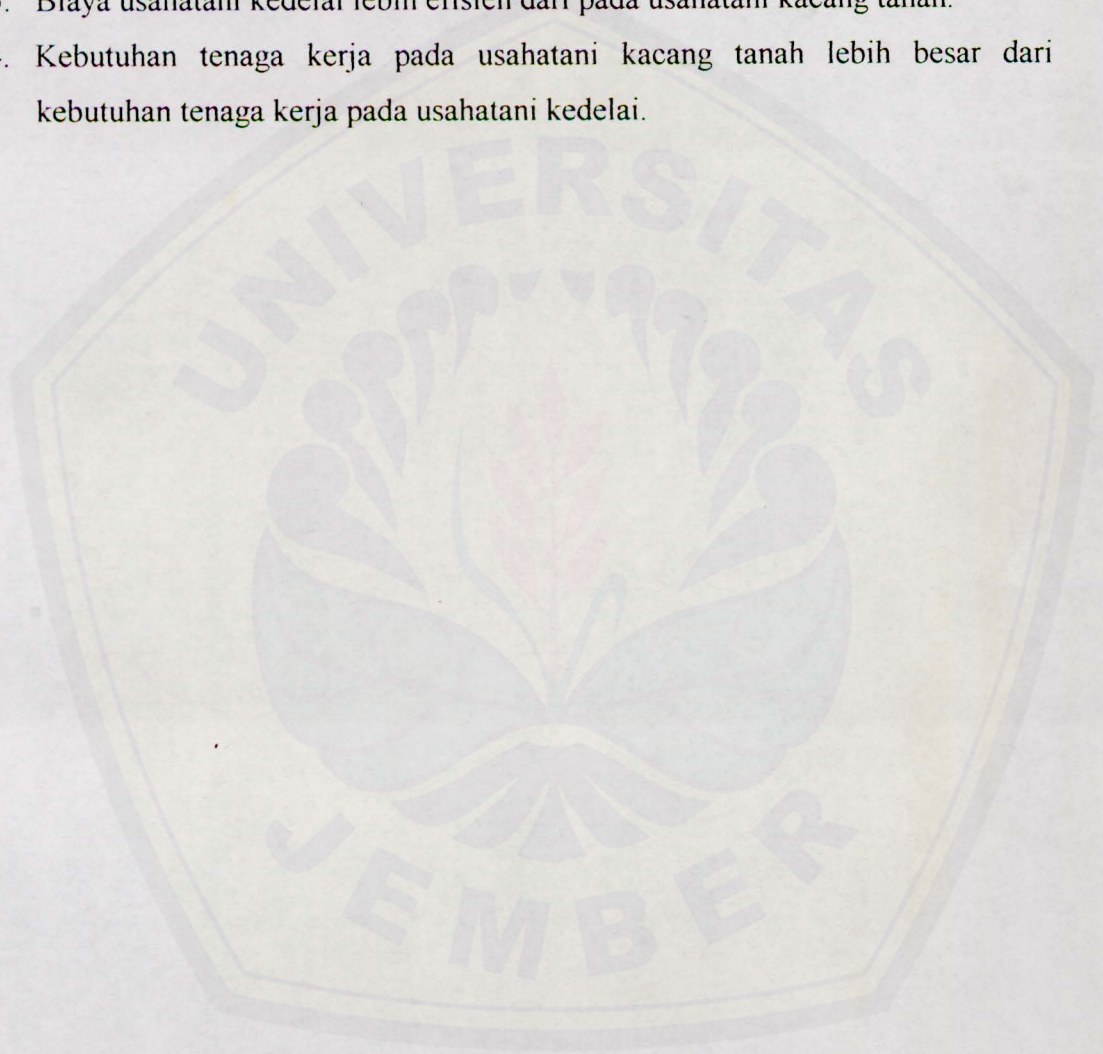 . Biaya usahatani kedelai lebih efisien dari pada usahatani kacang tanah.
. Kebutuhan tenaga kerja pada usahatani kacang tanah lebih besar dari
kebutuhan tenaga kerja pada usahatani kedelai.
UNIVERSITAS
JEMBER